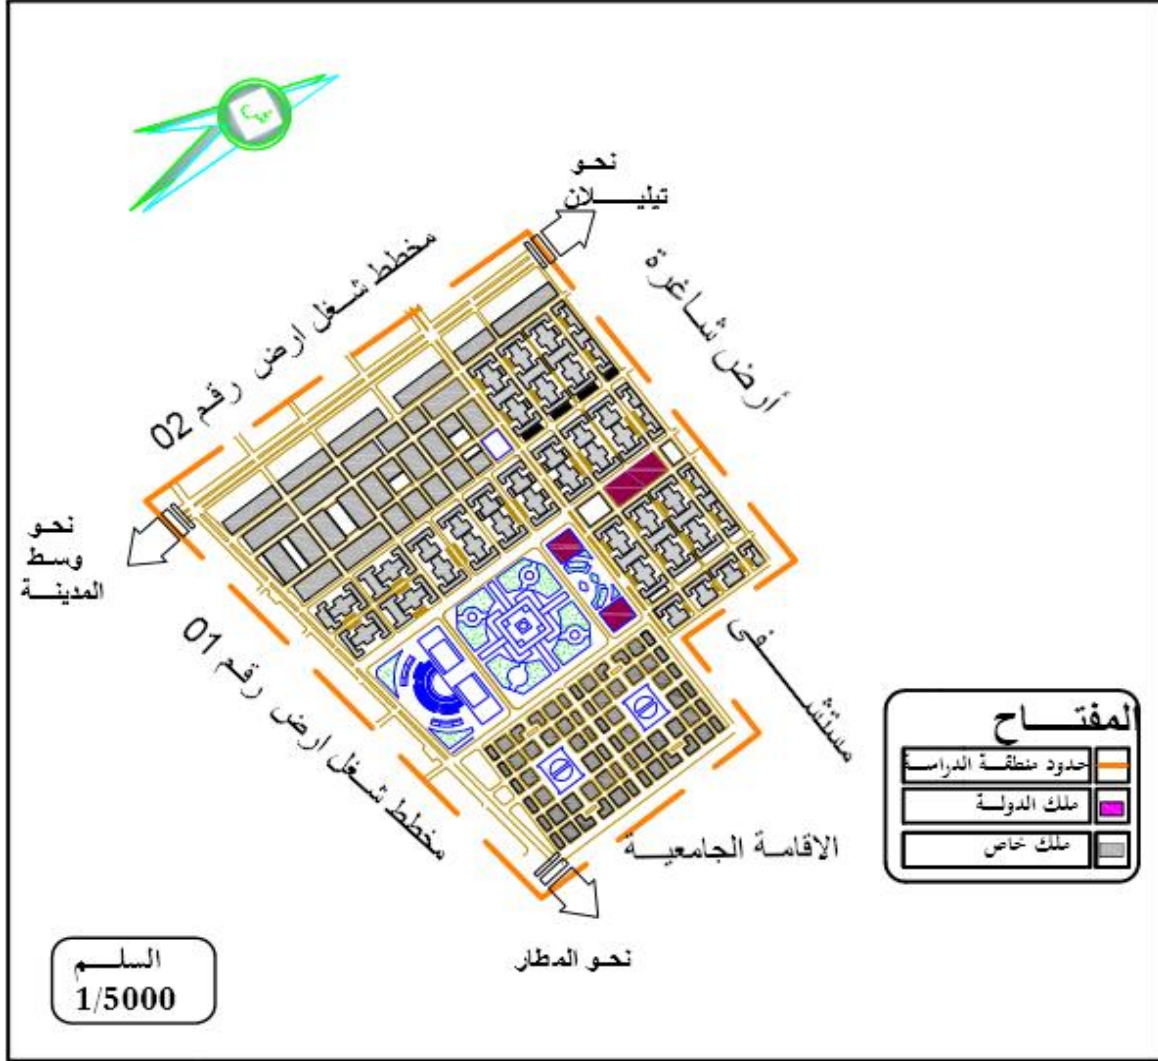 نحو
تيليلان
مخطط شغل ارض رقم 02
أرض شاغرة
نحو
وسط
المدينة
مخطط شغل ارض رقم 01
مستشفى
المفتاح
حدود منطقة الدراسة
ملك الدولة
ملك خاص
الاقامة الجامعية
نحو المطار
السلم
1/5000